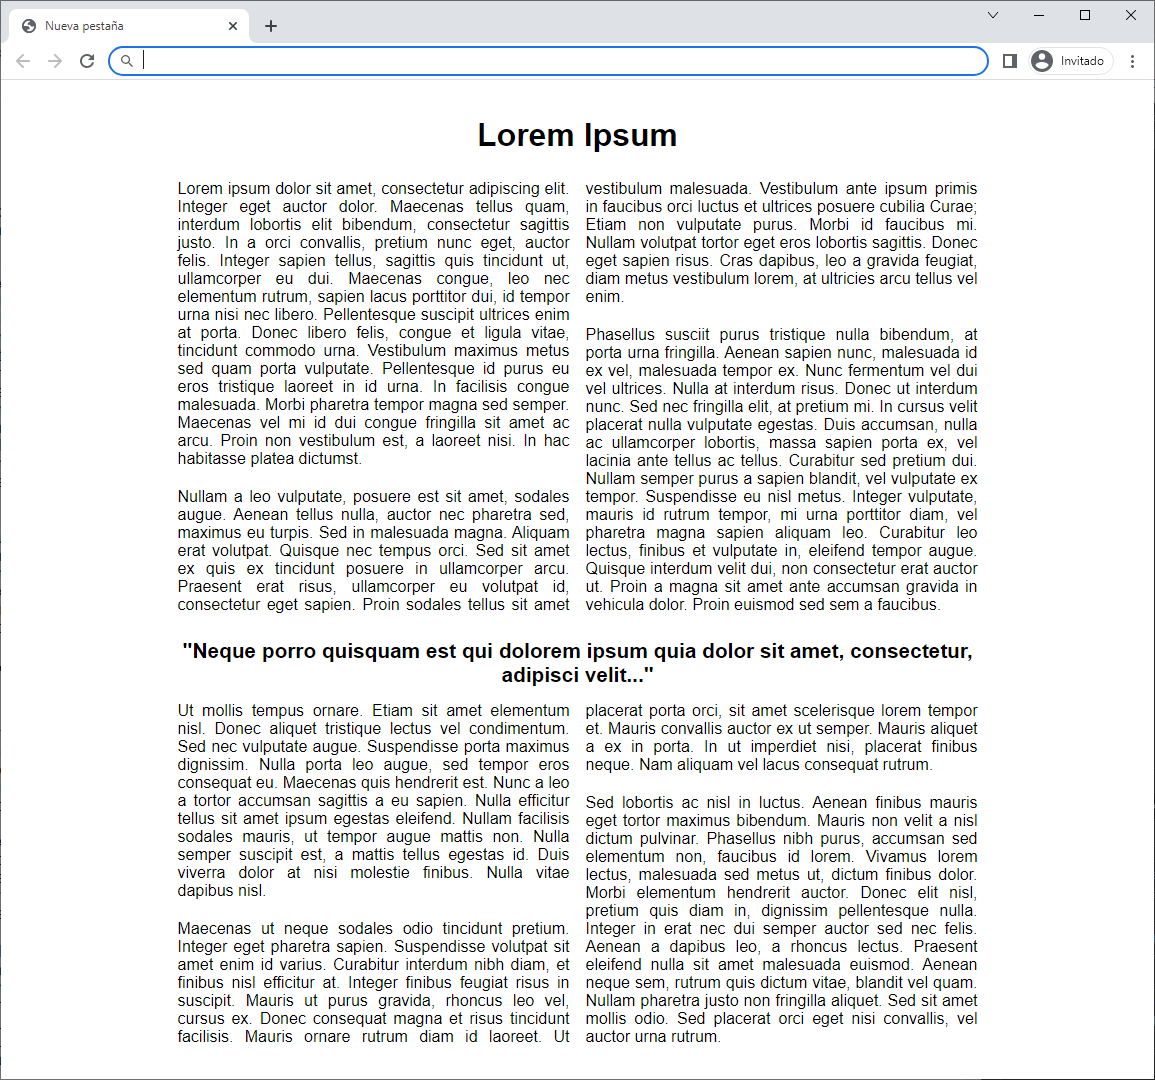 Nueva pestaña
Invitado
Lorem Ipsum
Lorem ipsum dolor sit amet, consectetur adipiscing elit.
Integer eget auctor dolor. Maecenas tellus quam,
interdum lobortis elit bibendum, consectetur sagittis
justo. In a orci convallis, pretium nunc eget, auctor
felis. Integer sapien tellus, sagittis quis tincidunt ut,
ullamcorper eu dui. Maecenas congue, leo nec
elementum rutrum, sapien lacus porttitor dui, id tempor
urna nisi nec libero. Pellentesque suscipit ultrices enim
at porta. Donec libero felis, congue et ligula vitae,
tincidunt commodo urna. Vestibulum maximus metus
sed quam porta vulputate. Pellentesque id purus eu
eros tristique laoreet in id urna. In facilisis congue
malesuada. Morbi pharetra tempor magna sed semper.
Maecenas vel mi id dui congue fringilla sit amet ac
arcu. Proin non vestibulum est, a laoreet nisi. In hac
habitasse platea dictumst.
Nullam a leo vulputate, posuere est sit amet, sodales
augue. Aenean tellus nulla, auctor nec pharetra sed,
maximus eu turpis. Sed in malesuada magna. Aliquam
erat volutpat. Quisque nec tempus orci. Sed sit amet
ex quis ex tincidunt posuere in ullamcorper arcu.
Praesent erat risus, ullamcorper eu volutpat id,
consectetur eget sapien. Proin sodales tellus sit amet
vestibulum malesuada. Vestibulum ante ipsum primis
in faucibus orci luctus et ultrices posuere cubilia Curae;
Etiam non vulputate purus. Morbi id faucibus mi.
Nullam volutpat tortor eget eros lobortis sagittis. Donec
eget sapien risus. Cras dapibus, leo a gravida feugiat,
diam metus vestibulum lorem, at ultricies arcu tellus vel
enim.
Phasellus susciit purus tristique nulla bibendum, at
porta urna fringilla. Aenean sapien nunc, malesuada id
ex vel, malesuada tempor ex. Nunc fermentum vel dui
vel ultrices. Nulla at interdum risus. Donec ut interdum
nunc. Sed nec fringilla elit, at pretium mi. In cursus velit
placerat nulla vulputate egestas. Duis accumsan, nulla
ac ullamcorper lobortis, massa sapien porta ex, vel
lacinia ante tellus ac tellus. Curabitur sed pretium dui.
Nullam semper purus a sapien blandit, vel vulputate ex
tempor. Suspendisse eu nisl metus. Integer vulputate,
mauris id rutrum tempor, mi urna porttitor diam, vel
pharetra magna sapien aliquam leo. Curabitur leo
lectus, finibus et vulputate in, eleifend tempor augue.
Quisque interdum velit dui, non consectetur erat auctor
ut. Proin a magna sit amet ante accumsan gravida in
vehicula dolor. Proin euismod sed sem a faucibus.
"Neque porro quisquam est qui dolorem ipsum quia dolor sit amet, consectetur,
adipisci velit..."
Ut mollis tempus ornare. Etiam sit amet elementum
nisl. Donec aliquet tristique lectus vel condimentum.
Sed nec vulputate augue. Suspendisse porta maximus
dignissim. Nulla porta leo augue, sed tempor eros
consequat eu. Maecenas quis hendrerit est. Nunc a leo
a tortor accumsan sagittis a eu sapien. Nulla efficitur
tellus sit amet ipsum egestas eleifend. Nullam facilisis
sodales mauris, ut tempor augue mattis non. Nulla
semper suscipit est, a mattis tellus egestas id. Duis
viverra dolor at nisi molestie finibus. Nulla vitae
dapibus nisl.
Maecenas ut neque sodales odio tincidunt pretium.
Integer eget pharetra sapien. Suspendisse volutpat sit
amet enim id varius. Curabitur interdum nibh diam, et
finibus nisl efficitur at. Integer finibus feugiat risus in
suscipit. Mauris ut purus gravida, rhoncus leo vel,
cursus ex. Donec consequat magna et risus tincidunt
facilisis. Mauris ornare rutrum diam id laoreet. Ut
placerat porta orci, sit amet scelerisque lorem tempor
et. Mauris convallis auctor ex ut semper. Mauris aliquet
a ex in porta. In ut imperdiet nisi, placerat finibus
neque. Nam aliquam vel lacus consequat rutrum.
Sed lobortis ac nisl in luctus. Aenean finibus mauris
eget tortor maximus bibendum. Mauris non velit a nisl
dictum pulvinar. Phasellus nibh purus, accumsan sed
elementum non, faucibus id lorem. Vivamus lorem
lectus, malesuada sed metus ut, dictum finibus dolor.
Morbi elementum hendrerit auctor. Donec elit nisl,
pretium quis diam in, dignissim pellentesque nulla.
Integer in erat nec dui semper auctor sed nec felis.
Aenean a dapibus leo, a rhoncus lectus. Praesent
eleifend nulla sit amet malesuada euismod. Aenean
neque sem, rutrum quis dictum vitae, blandit vel quam.
Nullam pharetra justo non fringilla aliquet. Sed sit amet
mollis odio. Sed placerat orci eget nisi convallis, vel
auctor urna rutrum.